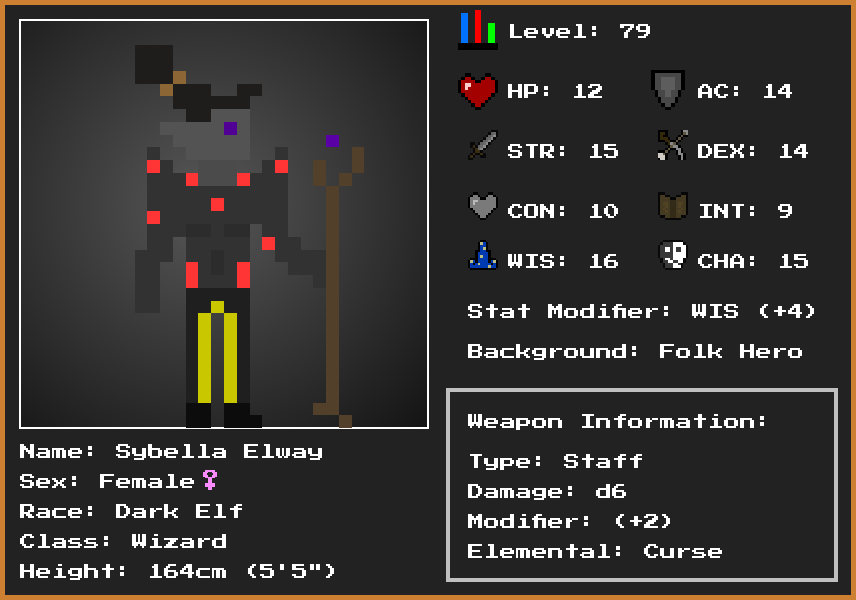 Level: 79
HP: 12
AC: 14
STR: 15
DEX: 14
CON: 10
INT: 9
WIS: 16
CHA: 15
Stat Modifier: WIS (+4)
Background: Folk Hero
Weapon Information:
Type: Staff
Damage: d6
Modifier: (+2)
Elemental: Curse
Name: Sybella Elway
Sex: Female♀
Race: Dark Elf
Class: Wizard
Height: 164cm (5'5")